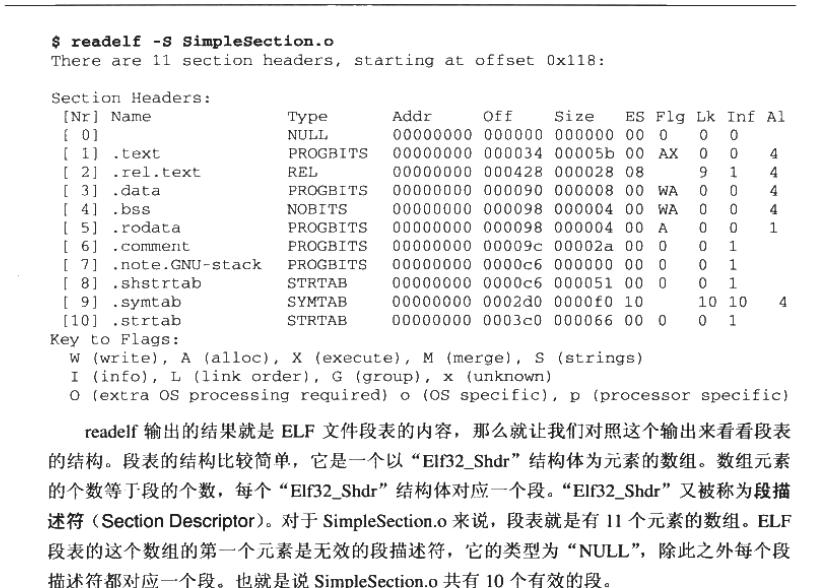 $ readelf -S SimpleSection.o
There are 11 section headers, starting at offset 0x118:
Section Headers:
[Nr] Name Type Addr Off Size ES Flg Lk Inf Al
[ 0] NULL 00000000 000000 000000 00 0 0 0
[ 1] .text PROGBITS 00000000 000034 00005b 00 AX 0 0 4
[ 2] .rel.text REL 00000000 000428 000028 08 9 1 4
[ 3] .data PROGBITS 00000000 000090 000008 00 WA 0 0 4
[ 4] .bss NOBITS 00000000 000098 000004 00 WA 0 0 4
[ 5] .rodata PROGBITS 00000000 000098 000004 00 A 0 0 1
[ 6] .comment PROGBITS 00000000 00009c 00002a 00 0 0 1
[ 7] .note.GNU-stack PROGBITS 00000000 0000c6 000000 00 0 0 1
[ 8] .shstrtab STRTAB 00000000 0000c6 000051 00 0 0 1
[ 9] .symtab SYMTAB 00000000 0002d0 0000f0 10 10 10 4
[10] .strtab STRTAB 00000000 0003c0 000066 00 0 0 1
Key to Flags:
W (write), A (alloc), X (execute), M (merge), S (strings)
I (info), L (link order), G (group), x (unknown)
O (extra OS processing required) o (OS specific), p (processor specific)
readelf 输出的结果就是 ELF 文件段表的内容，那么就让我们对照这个输出来看看段表
的结构。段表的结构比较简单，它是一个以“Elf32_Shdr”结构体为元素的数组。数组元素
的个数等于段的个数，每个“Elf32_Shdr”结构体对应一个段。“Elf32_Shdr”又被称为段描
述符（Section Descriptor）。对于 SimpleSection.o 来说，段表就是有 11 个元素的数组。ELF
段表的这个数组的第一个元素是无效的段描述符，它的类型为“NULL”，除此之外每个段
描述符都对应一个段。也就是说 SimpleSection.o 共有 10 个有效的段。